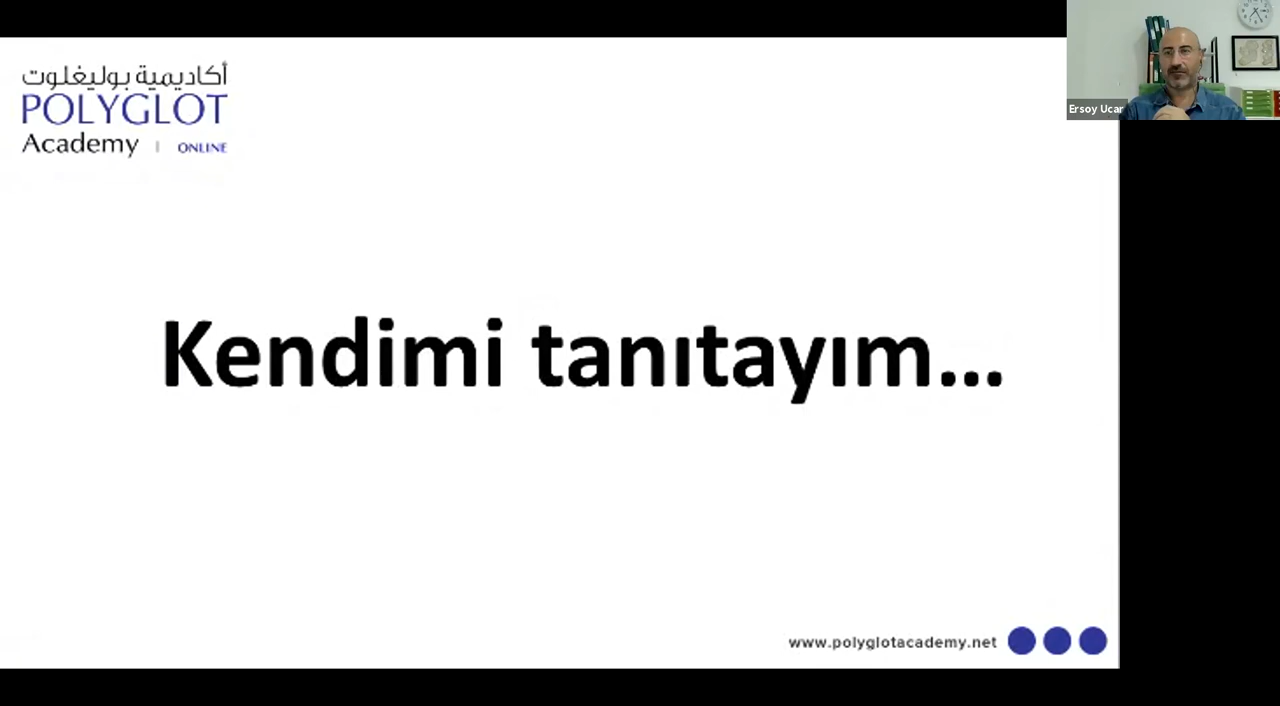 أكاديمية بوليغلوت
POLYGLOT
Academy | ONLINE
Ersoy Ucar
Kendimi tanıtayım...
www.polyglotacademy.net